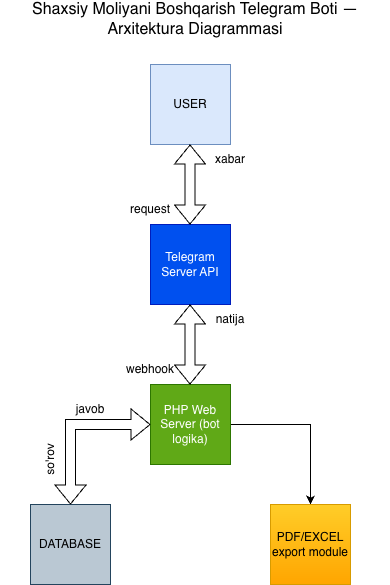 Shaxsiy Moliyani Boshqarish Telegram Boti —
Arxitektura Diagrammasi
USER
xabar
request
Telegram
Server API
natija
webhook
javob
PHP Web
Server (bot
logika)
so'rov
DATABASE
PDF/EXCEL
export module